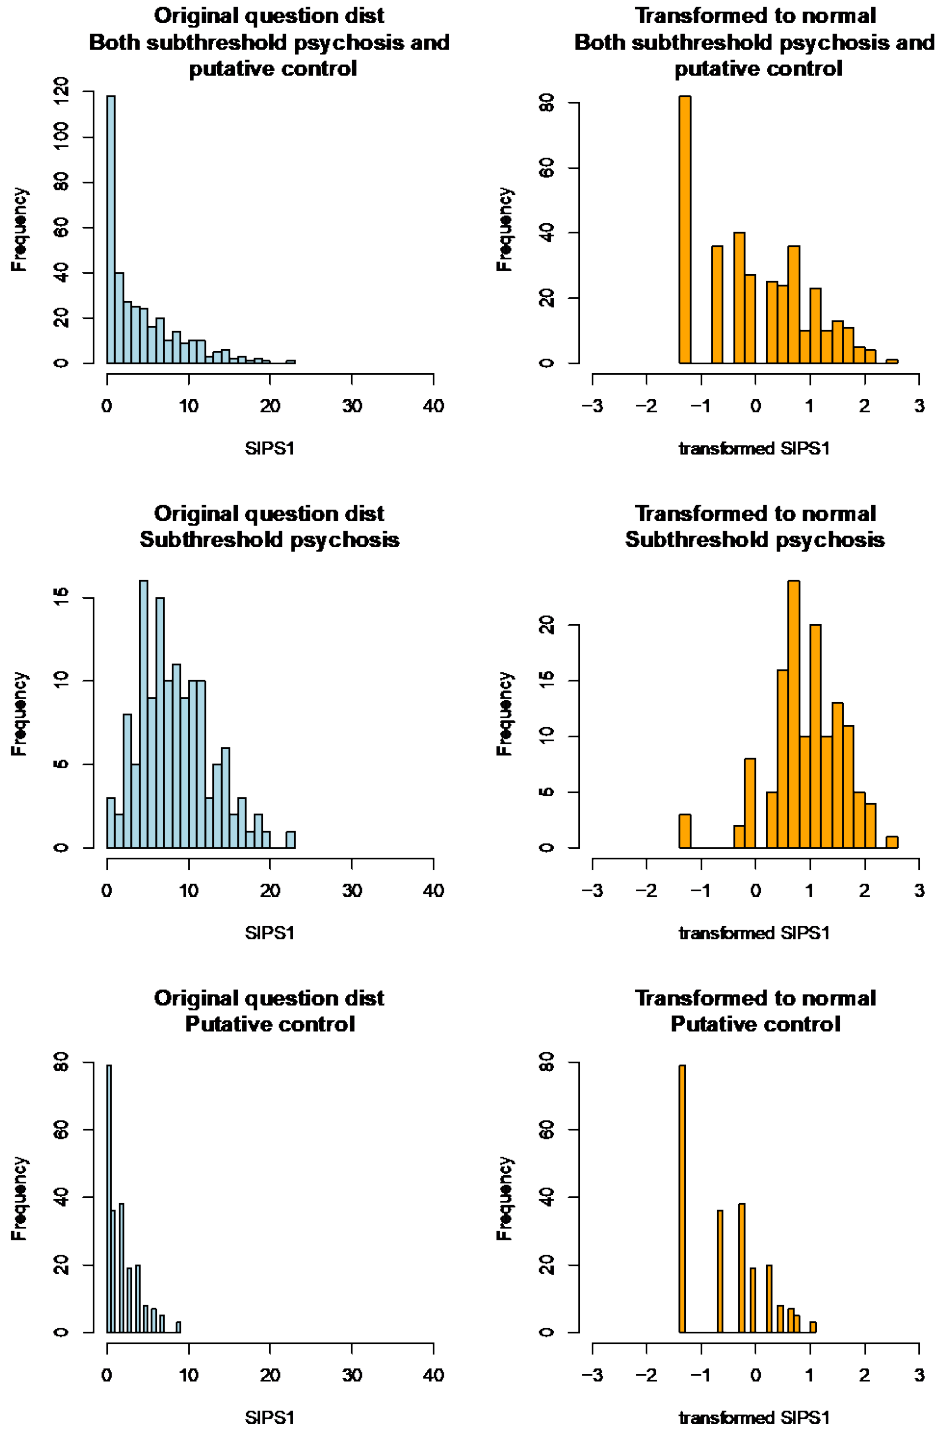 Original question dist
Both subthreshold psychosis and
putative control
Frequency
0 20 40 60 80 100 120
0 10 20 30 40
SIPS1
Transformed to normal
Both subthreshold psychosis and
putative control
Frequency
0 20 40 60 80
−3 −2 −1 0 1 2 3
transformed SIPS1
Original question dist
Subthreshold psychosis
Frequency
0 5 10 15
0 10 20 30 40
SIPS1
Transformed to normal
Subthreshold psychosis
Frequency
0 5 10 15 20
−3 −2 −1 0 1 2 3
transformed SIPS1
Original question dist
Putative control
Frequency
0 20 40 60 80
0 10 20 30 40
SIPS1
Transformed to normal
Putative control
Frequency
0 20 40 60 80
−3 −2 −1 0 1 2 3
transformed SIPS1